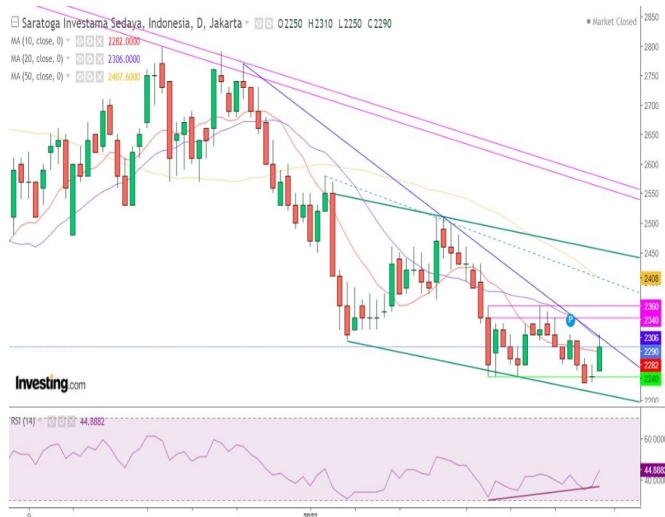 Saratoga Investama Sedaya, Indonesia, D, Jakarta O2250 H2310 L2250 C2290
Market Closed
MA (10, close, 0) 2282.0000
MA (20, close, 0) 2306.0000
MA (50, close, 0) 2407.6000
2850
2800
2750
2700
2650
2600
2550
2500
2450
2408
2360
2340
P
2306
2290
2282
2240
2200
Investing.com
RSI (14) 44.8882
60.0000
44.8882
40.0000
9